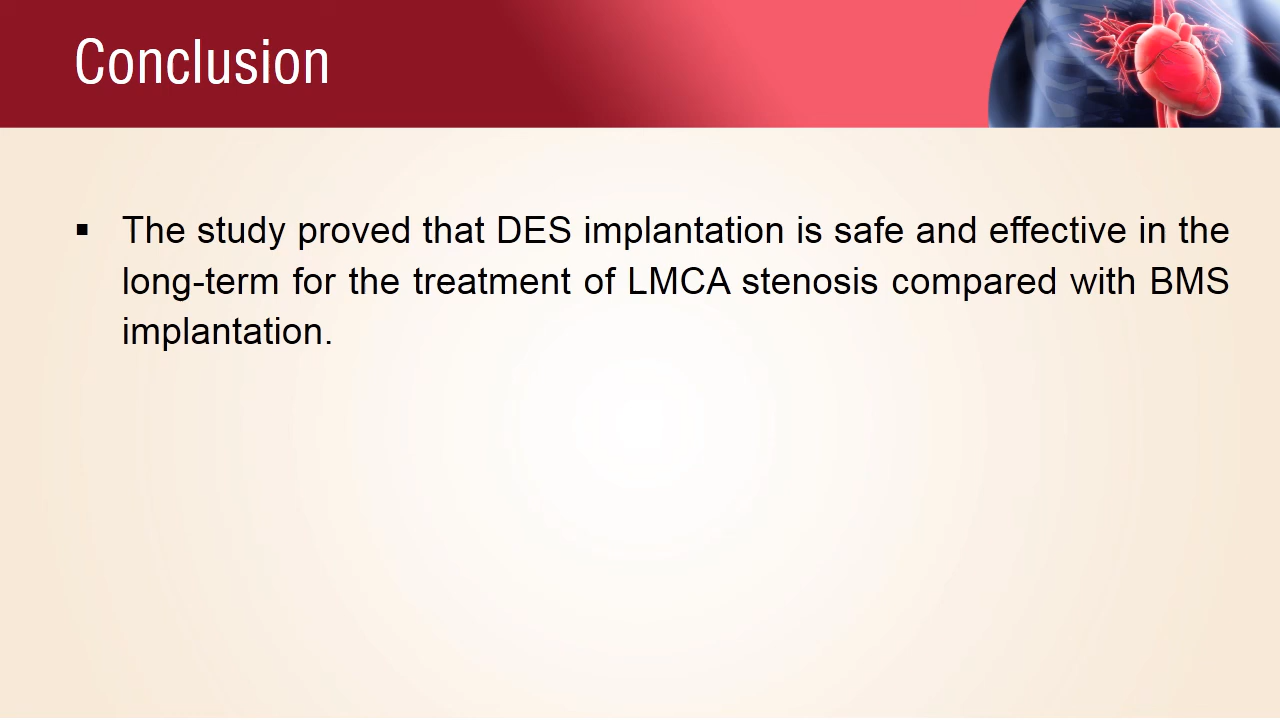 Conclusion
▪ The study proved that DES implantation is safe and effective in the
long-term for the treatment of LMCA stenosis compared with BMS
implantation.